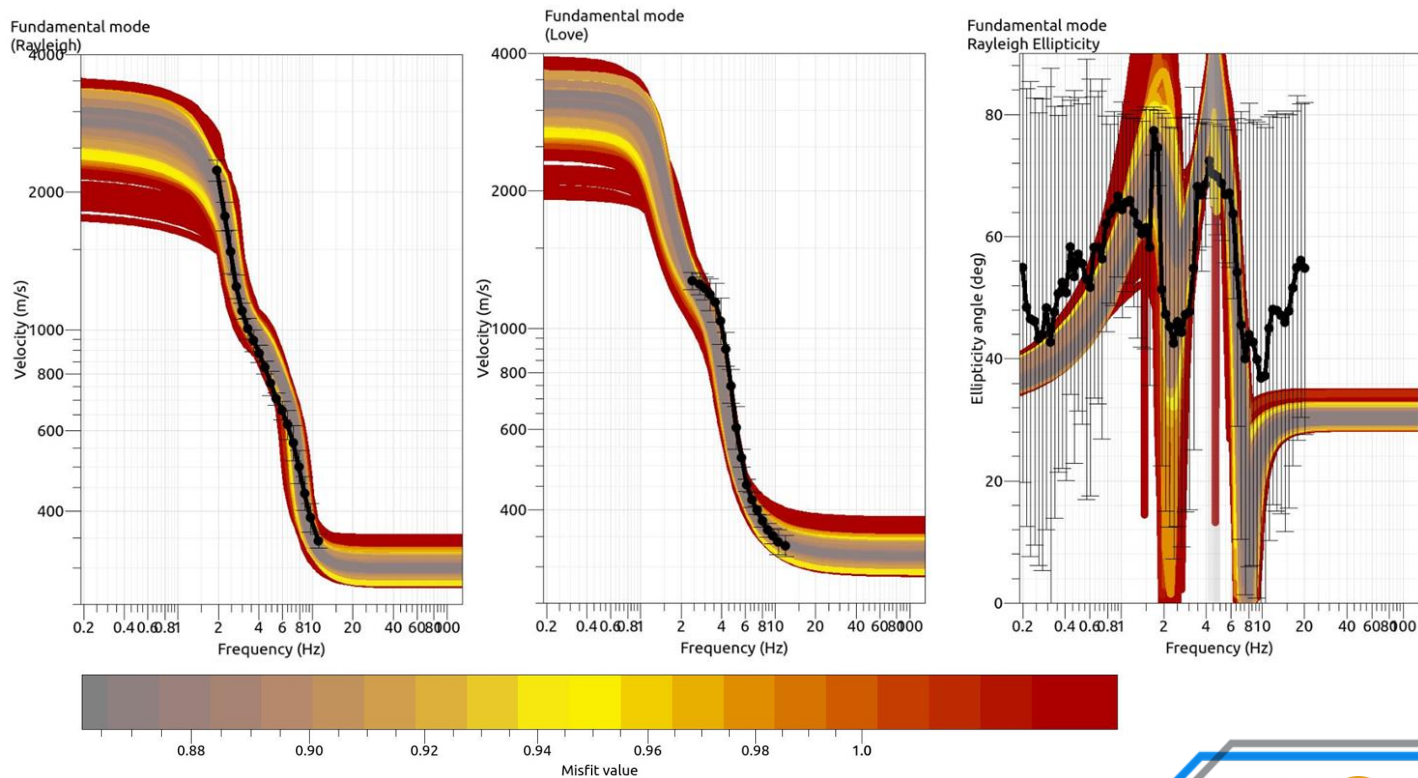 Fundamental mode
(Rayleigh)
4000
2000
1000
800
600
400
Velocity (m/s)
0.2 0.4 0.6 0.8 1 2 4 6 8 10 20 40 60 80 100
Frequency (Hz)
Fundamental mode
(Love)
4000
2000
1000
800
600
400
Velocity (m/s)
0.2 0.4 0.6 0.8 1 2 4 6 8 10 20 40 60 80 100
Frequency (Hz)
Fundamental mode
Rayleigh Ellipticity
80
60
40
20
0
Ellipticity angle (deg)
0.2 0.4 0.6 0.8 1 2 4 6 8 10 20 40 60 80 100
Frequency (Hz)
0.88 0.90 0.92 0.94 0.96 0.98 1.0
Misfit value